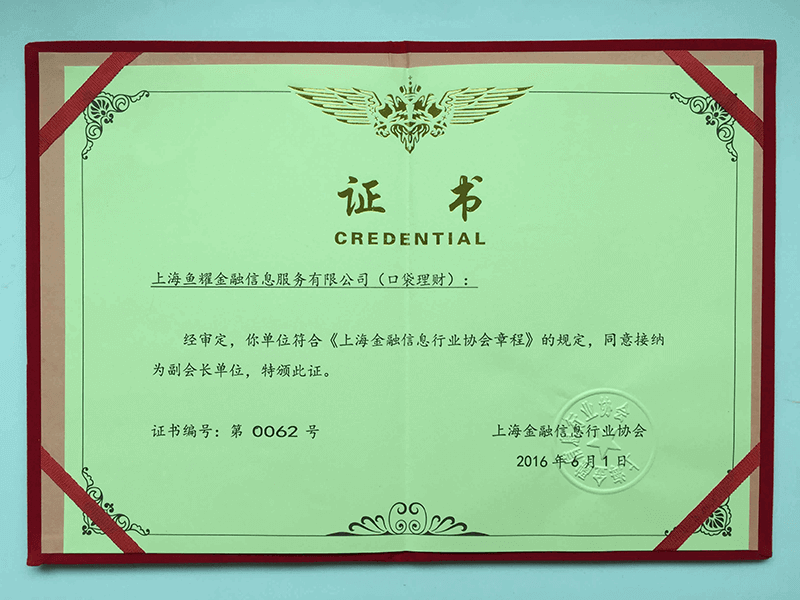 证书
CREDENTIAL
上海鱼耀金融信息服务有限公司（口袋理财）：
经审定，你单位符合《上海金融信息行业协会章程》的规定，同意接纳
为副会长单位，特颁此证。
证书编号：第 0062 号
上海金融信息行业协会
2016 年 6 月 1 日
上海金融信息行业协会